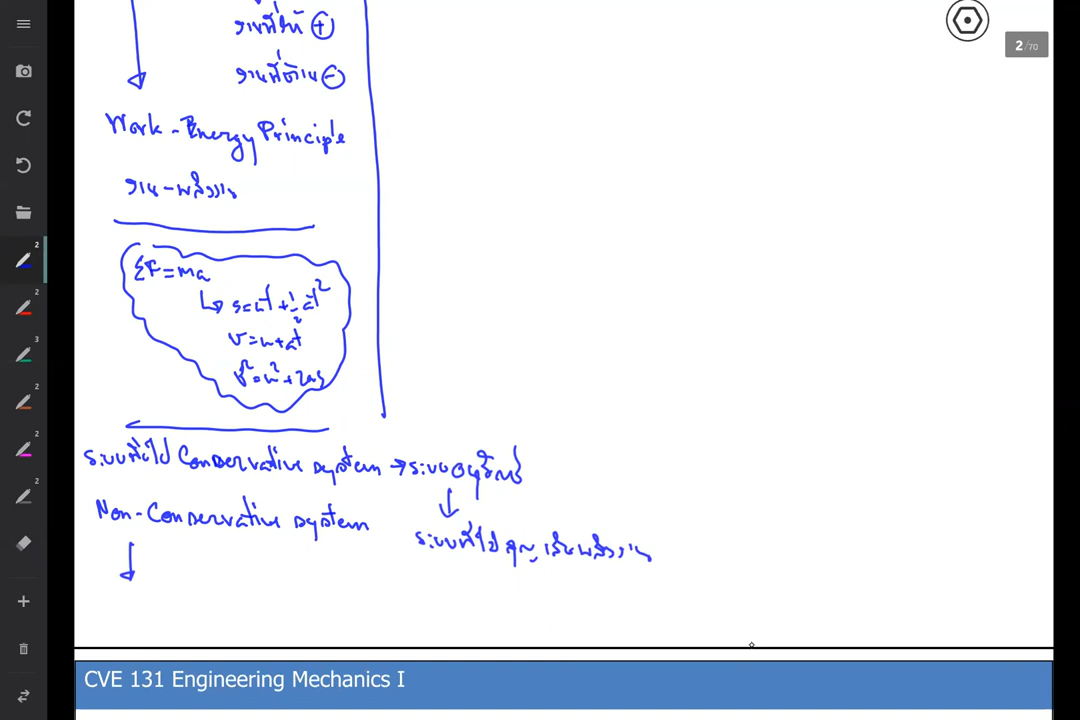 2/70
งานที่ให้ +
งานที่ต้าน -
Work-Energy Principle
งาน-พลังงาน
ΣF=ma
↳ s=ut+½at²
v=u+at
v²=u²+2as
ระบบที่ไม่ Conservative system → ระบบอนุรักษ์
Non-Conservative system
ระบบที่ไม่สูญเสียพลังงาน
CVE 131 Engineering Mechanics I